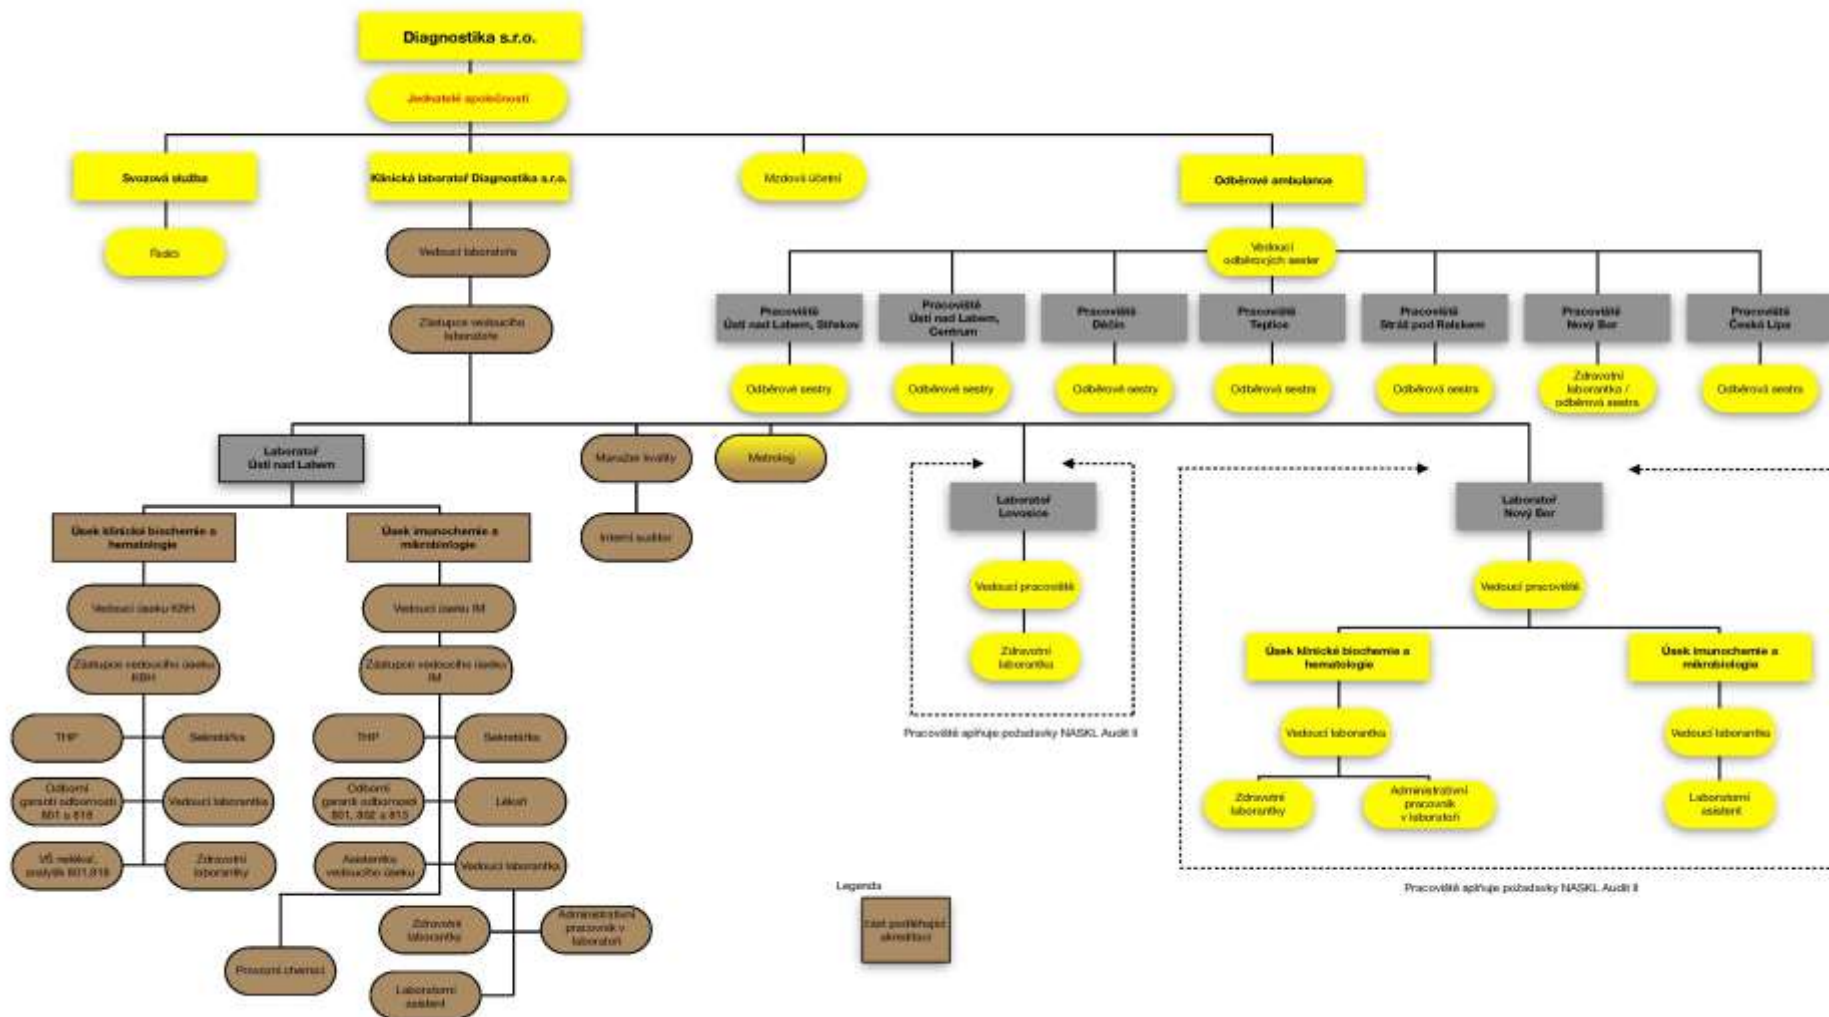 Diagnostika s.r.o.
Jednatelé společnosti
Svozová služba
Klinická laboratoř Diagnostika s.r.o.
Mzdová účetní
Odběrové ambulance
Řidiči
Vedoucí laboratoře
Vedoucí
odběrových sester
Zástupce vedoucího
laboratoře
Pracoviště
Ústí nad Labem, Střekov
Pracoviště
Ústí nad Labem,
Centrum
Pracoviště
Děčín
Pracoviště
Teplice
Pracoviště
Stráž pod Ralskem
Pracoviště
Nový Bor
Pracoviště
Česká Lípa
Odběrové sestry
Odběrové sestry
Odběrové sestry
Odběrová sestra
Odběrová sestra
Zdravotní
laborantka /
odběrová sestra
Odběrová sestra
Laboratoř
Ústí nad Labem
Manažer kvality
Metrolog
Interní auditor
Laboratoř
Lovosice
Laboratoř
Nový Bor
Úsek klinické biochemie a
hematologie
Úsek imunochemie a
mikrobiologie
Vedoucí úseku KBH
Vedoucí úseku IM
Zástupce vedoucího úseku
KBH
Zástupce vedoucího úseku
IM
THP
Sekretářka
THP
Sekretářka
Odborní
garanti odbornosti
801 a 818
Vedoucí laborantka
Odborní
garanti odbornosti
801, 802 a 813
Lékaři
VŠ nelékař,
analytik 801,818
Zdravotní
laborantky
Asistentka
vedoucího úseku
Vedoucí laborantka
Zdravotní
laborantky
Administrativní
pracovník v
laboratoři
Provozní chemici
Laboratorní
asistent
Vedoucí pracoviště
Zdravotní
laborantka
Pracoviště splňuje požadavky NASKL Audit II
Vedoucí pracoviště
Úsek klinické biochemie a
hematologie
Úsek imunochemie a
mikrobiologie
Vedoucí laborantka
Vedoucí laborantka
Zdravotní
laborantky
Administrativní
pracovník
v laboratoři
Laboratorní
asistent
Pracoviště splňuje požadavky NASKL Audit II
Legenda
část podléhající
akreditaci